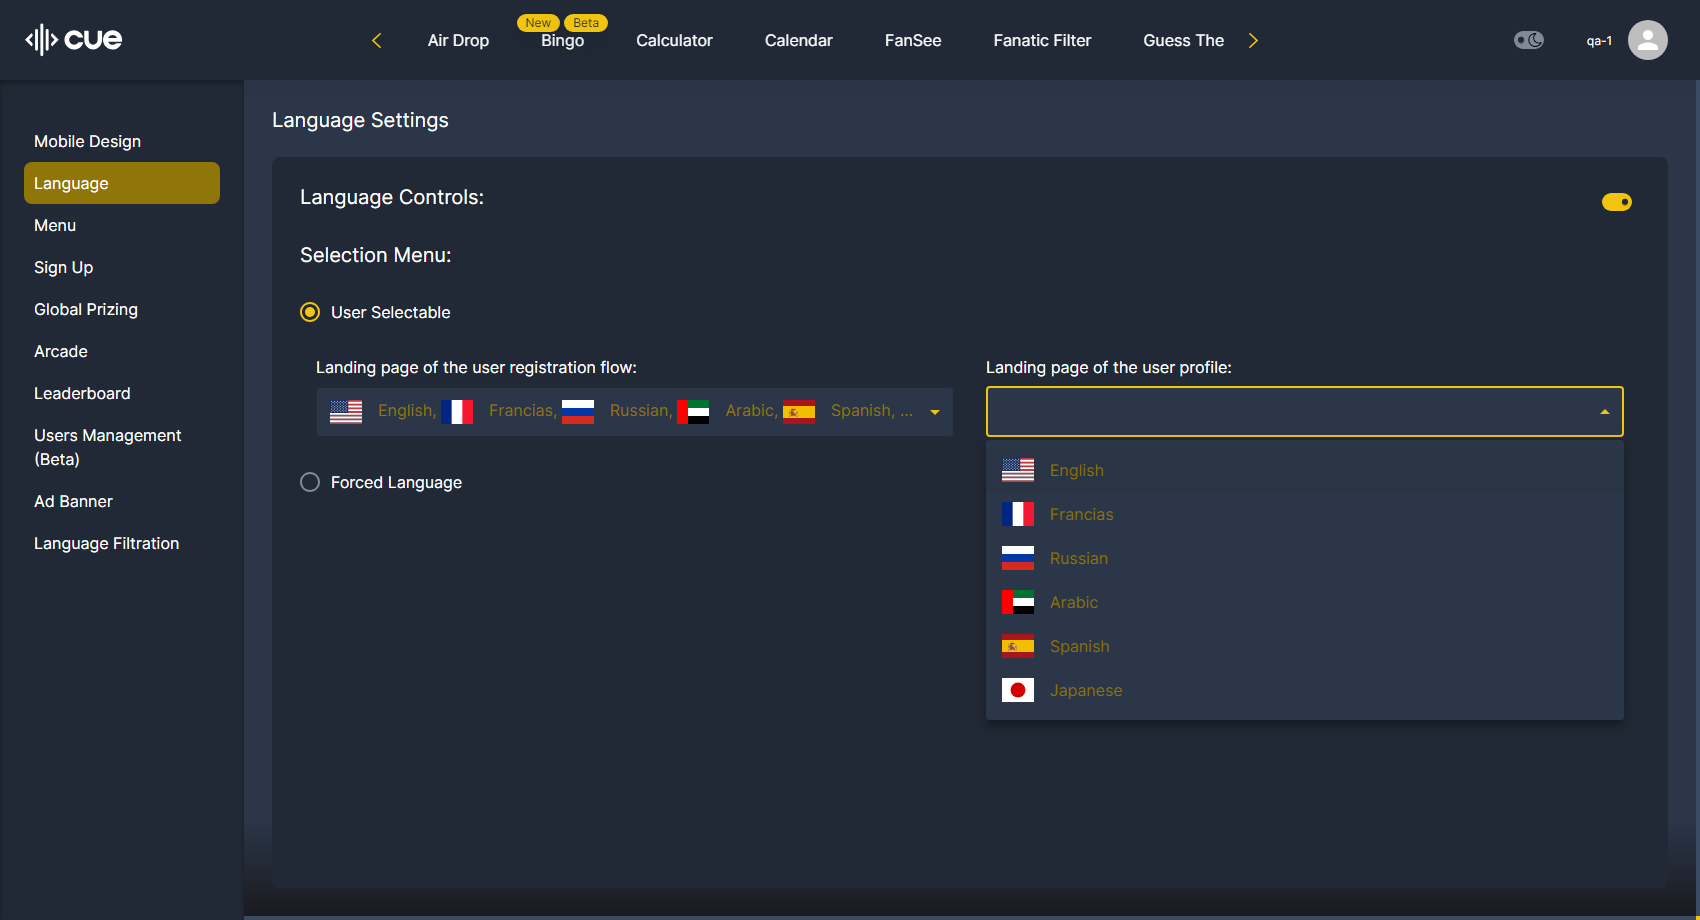 cue
New Beta
Air Drop Bingo Calculator Calendar FanSee Fanatic Filter Guess The
qa-1
Mobile Design
Language
Menu
Sign Up
Global Prizing
Arcade
Leaderboard
Users Management
(Beta)
Ad Banner
Language Filtration
Language Settings
Language Controls:
Selection Menu:
User Selectable
Landing page of the user registration flow:
English, Francias, Russian, Arabic, Spanish, ...
Forced Language
Landing page of the user profile:
English
Francias
Russian
Arabic
Spanish
Japanese